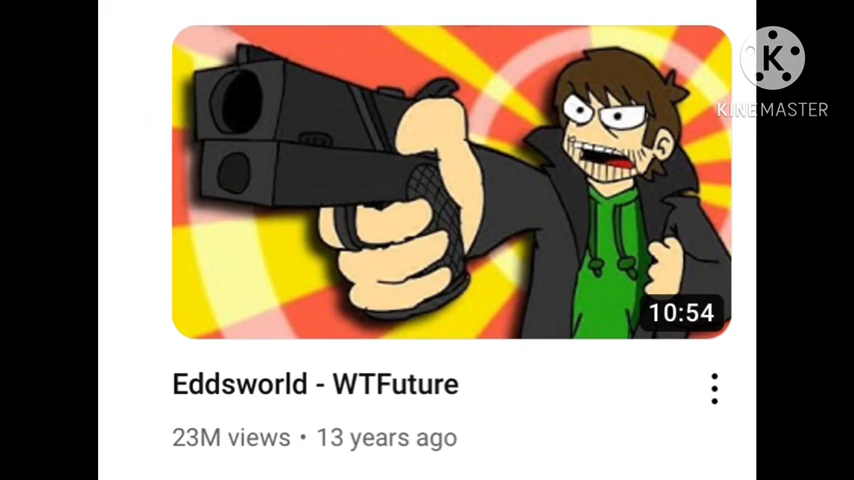 K
KINEMASTER
10:54
Eddsworld - WTFuture
23M views • 13 years ago